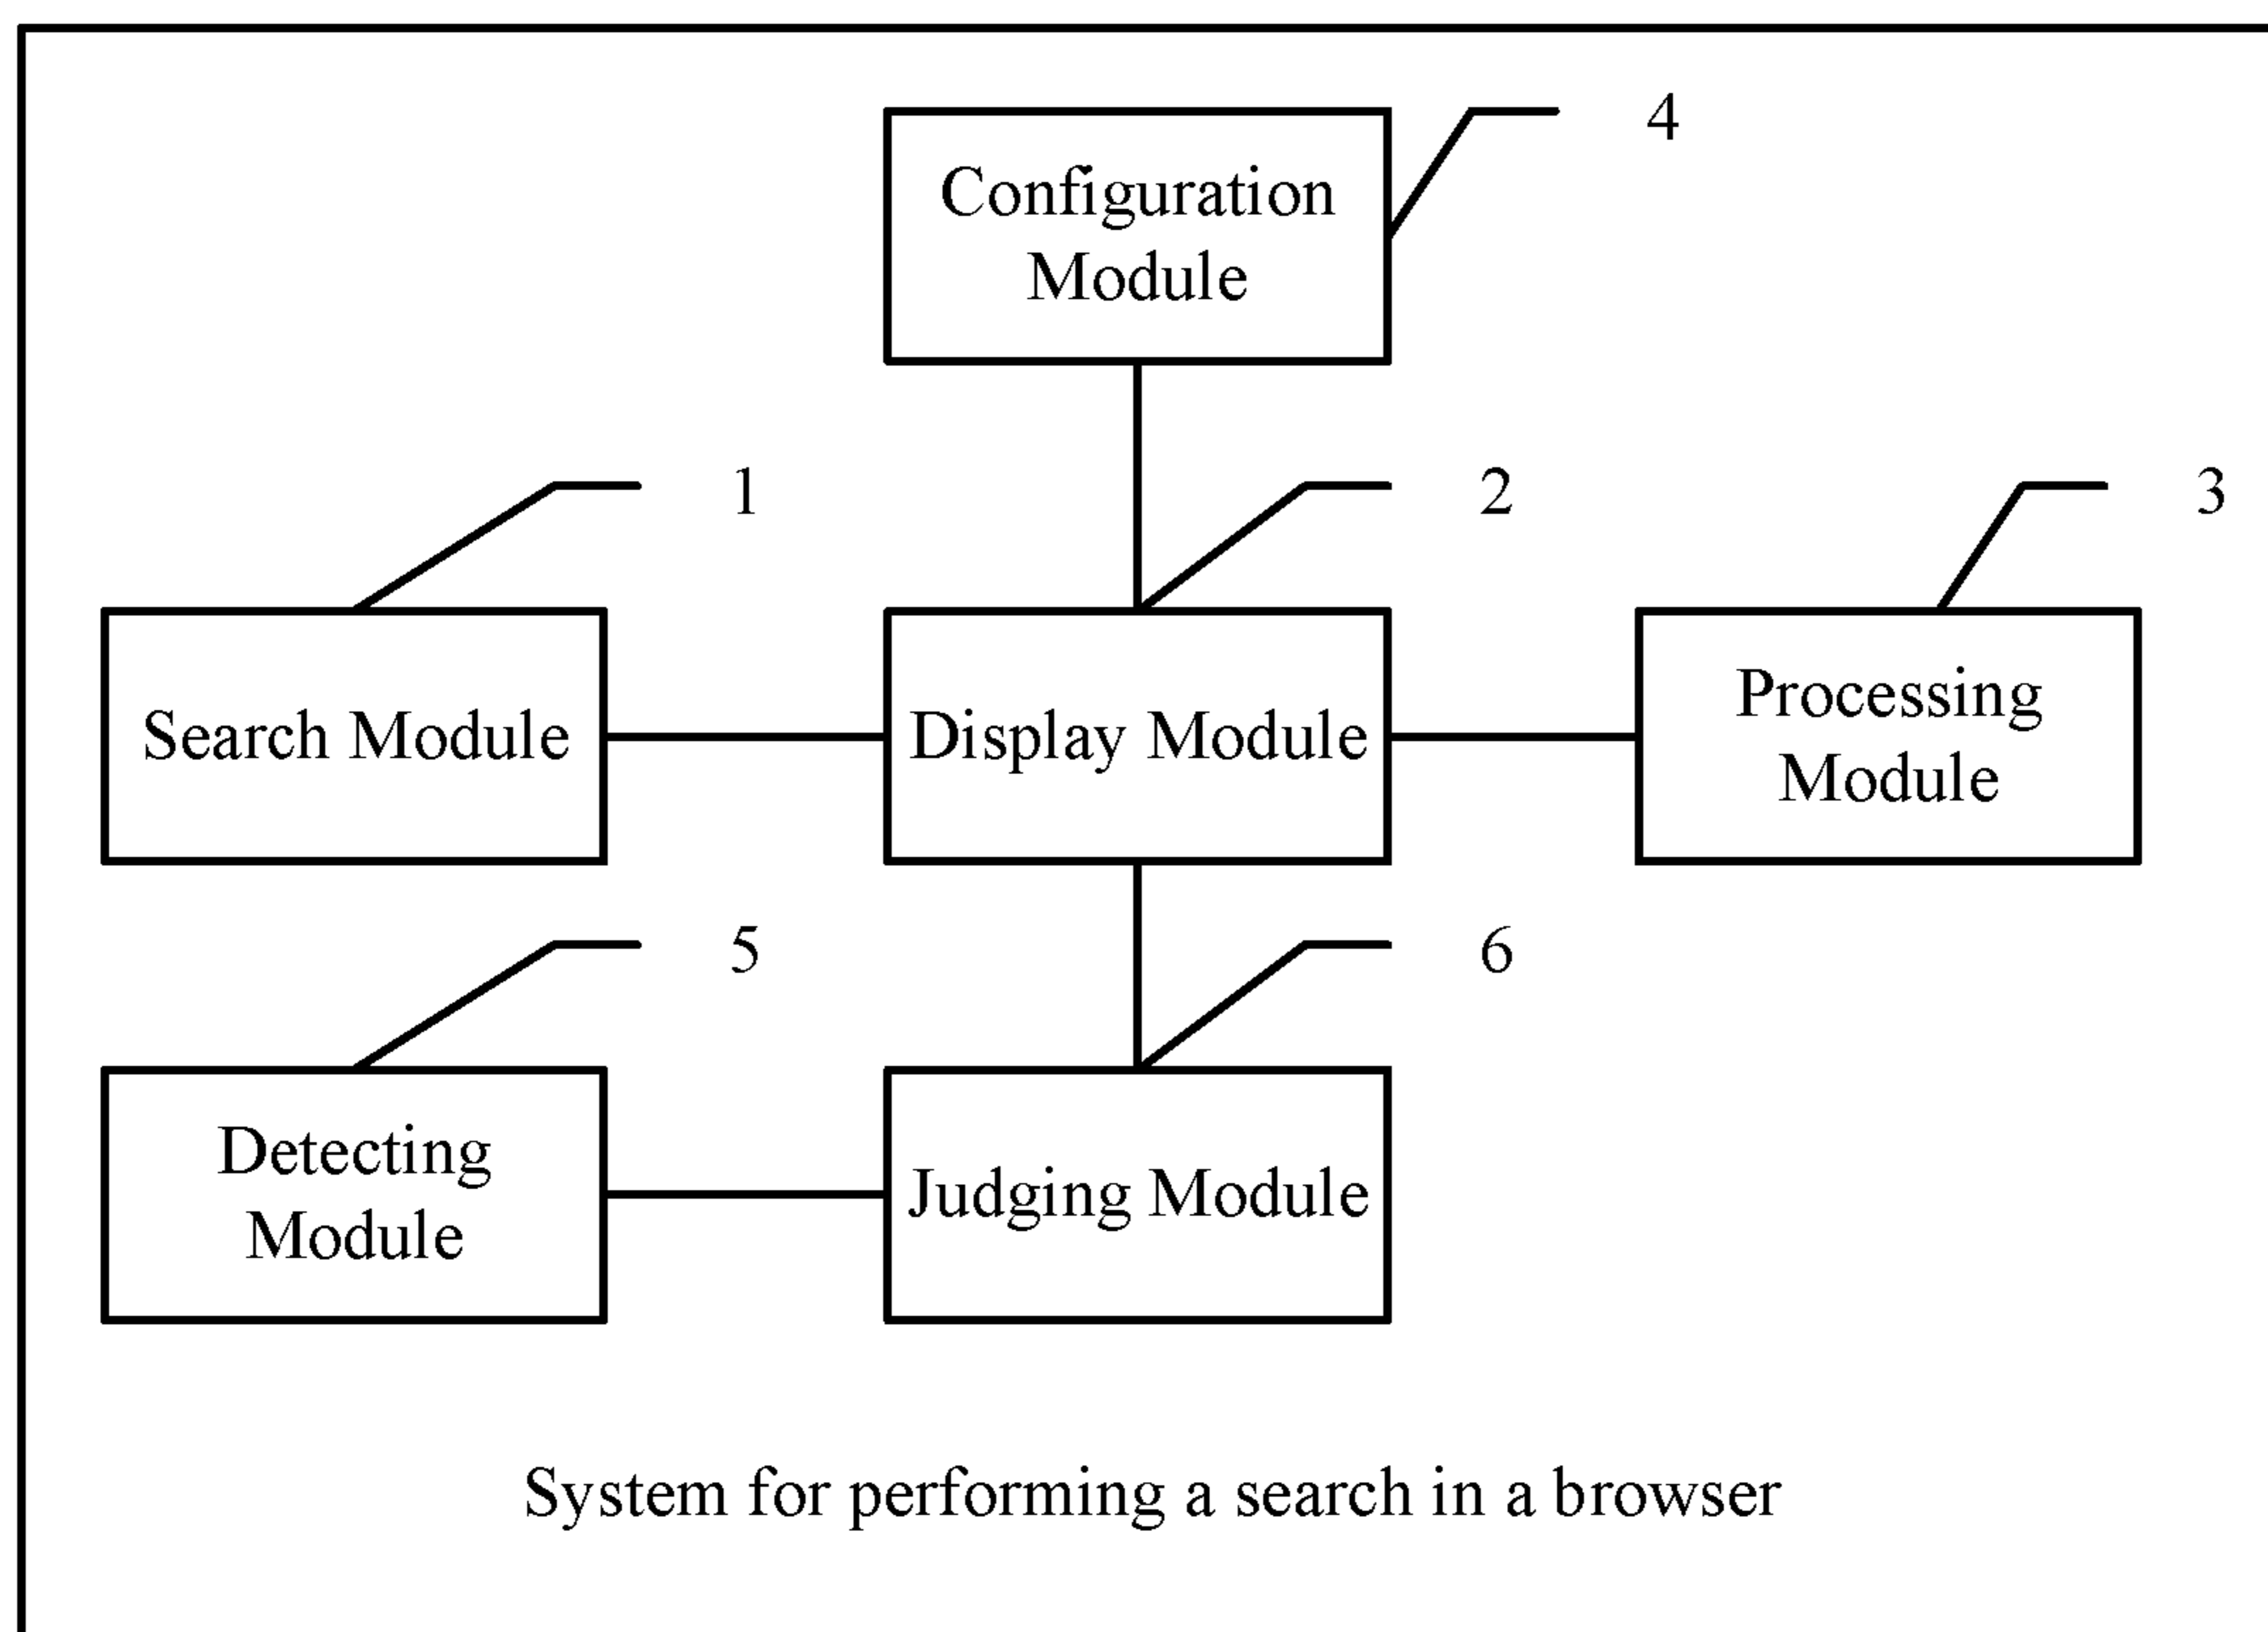 4
Configuration
Module
1
2
3
Search Module
Display Module
Processing
Module
5
6
Detecting
Module
Judging Module
System for performing a search in a browser